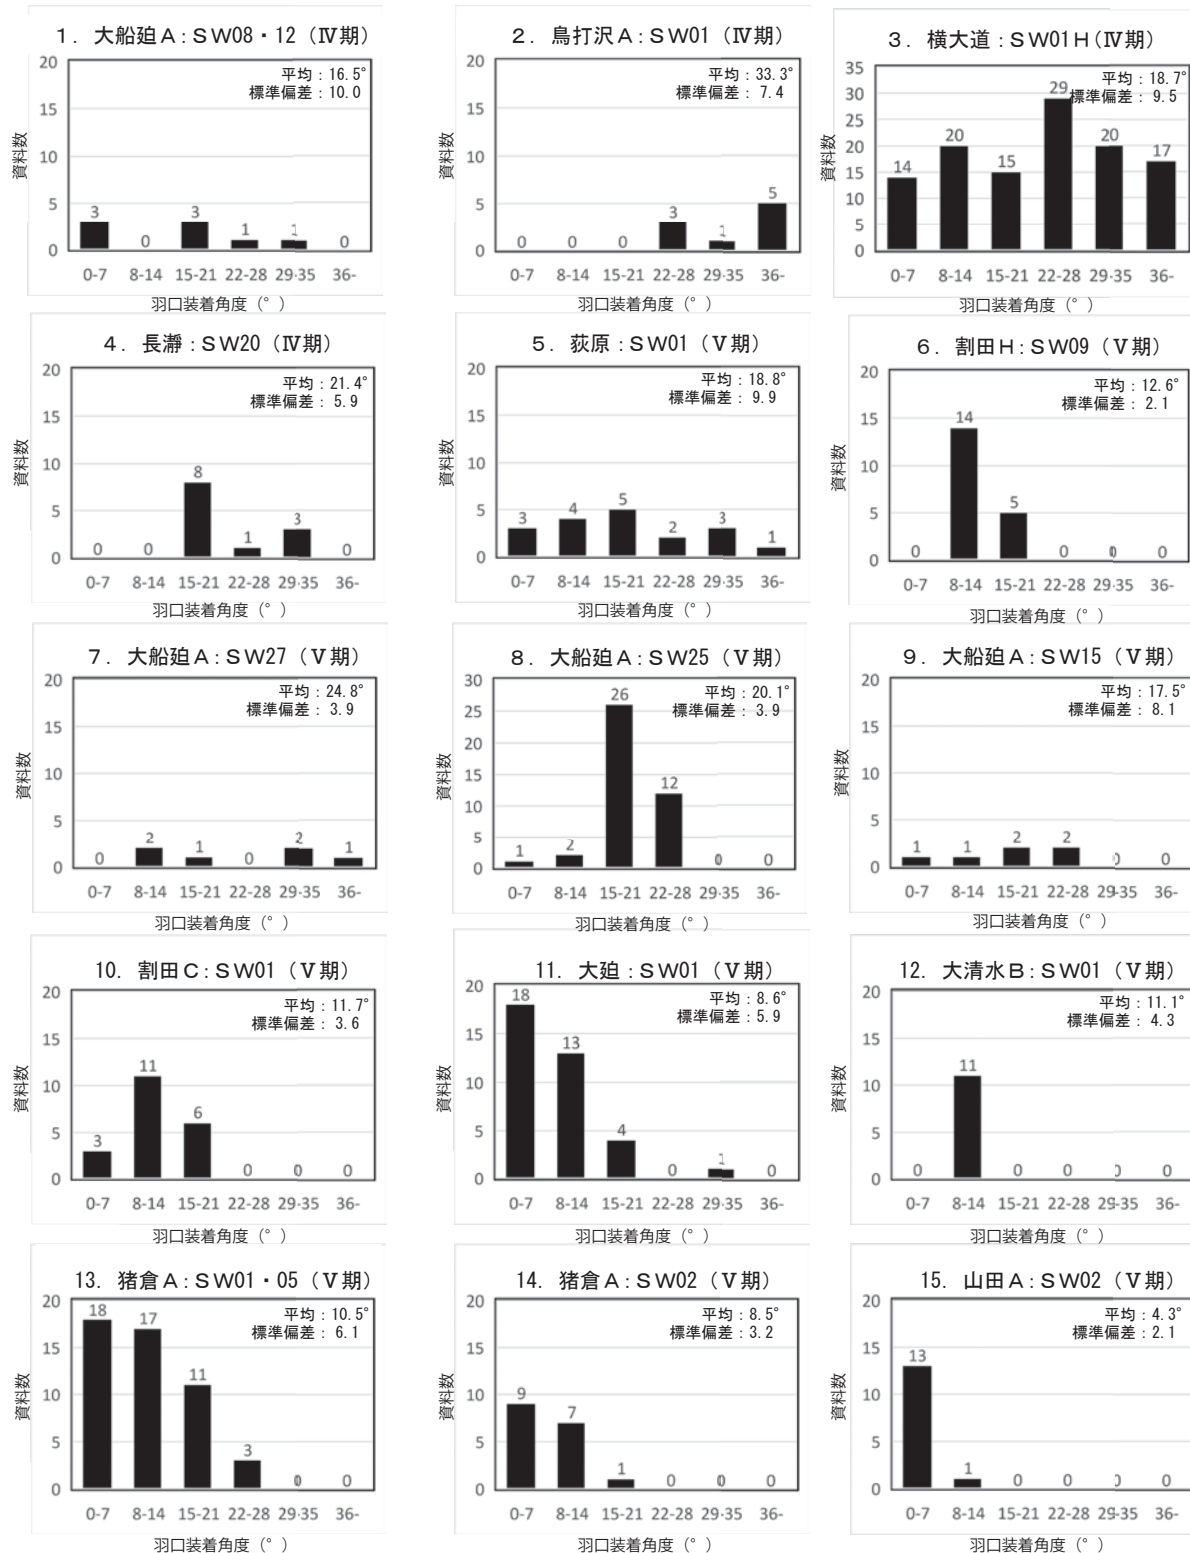 1. 大船廹A:SW08・12(Ⅳ期)
平均:16.5°
標準偏差:10.0
資料数
20
15
10
5
0
3
0
3
1
1
0
0-7 8-14 15-21 22-28 29-35 36-
羽口装着角度(°)
2. 鳥打沢A:SW01(Ⅳ期)
平均:33.3°
標準偏差:7.4
資料数
20
15
10
5
0
0
0
0
3
1
5
0-7 8-14 15-21 22-28 29-35 36-
羽口装着角度(°)
3. 横大道:SW01H(Ⅳ期)
平均:18.7°
標準偏差:9.5
資料数
35
30
25
20
15
10
5
0
14
20
15
29
20
17
0-7 8-14 15-21 22-28 29-35 36-
羽口装着角度(°)
4. 長瀞:SW20(Ⅳ期)
平均:21.4°
標準偏差:5.9
資料数
20
15
10
5
0
0
0
8
1
3
0
0-7 8-14 15-21 22-28 29-35 36-
羽口装着角度(°)
5. 荻原:SW01(Ⅴ期)
平均:18.8°
標準偏差:9.9
資料数
20
15
10
5
0
3
4
5
2
3
1
0-7 8-14 15-21 22-28 29-35 36-
羽口装着角度(°)
6. 割田H:SW09(Ⅴ期)
平均:12.6°
標準偏差:2.1
資料数
20
15
10
5
0
0
14
5
0
0
0
0-7 8-14 15-21 22-28 29-35 36-
羽口装着角度(°)
7. 大船廹A:SW27(Ⅴ期)
平均:24.8°
標準偏差:3.9
資料数
20
15
10
5
0
0
2
1
0
2
1
0-7 8-14 15-21 22-28 29-35 36-
羽口装着角度(°)
8. 大船廹A:SW25(Ⅴ期)
平均:20.1°
標準偏差:3.9
資料数
30
25
20
15
10
5
0
1
2
26
12
0
0
0-7 8-14 15-21 22-28 29-35 36-
羽口装着角度(°)
9. 大船廹A:SW15(Ⅴ期)
平均:17.5°
標準偏差:8.1
資料数
20
15
10
5
0
1
1
2
2
0
0
0-7 8-14 15-21 22-28 29-35 36-
羽口装着角度(°)
10. 割田C:SW01(Ⅴ期)
平均:11.7°
標準偏差:3.6
資料数
20
15
10
5
0
3
11
6
0
0
0
0-7 8-14 15-21 22-28 29-35 36-
羽口装着角度(°)
11. 大廹:SW01(Ⅴ期)
平均:8.6°
標準偏差:5.9
資料数
20
15
10
5
0
18
13
4
0
1
0
0-7 8-14 15-21 22-28 29-35 36-
羽口装着角度(°)
12. 大清水B:SW01(Ⅴ期)
平均:11.1°
標準偏差:4.3
資料数
20
15
10
5
0
0
11
0
0
0
0
0-7 8-14 15-21 22-28 29-35 36-
羽口装着角度(°)
13. 猪倉A:SW01・05(Ⅴ期)
平均:10.5°
標準偏差:6.1
資料数
20
15
10
5
0
18
17
11
3
0
0
0-7 8-14 15-21 22-28 29-35 36-
羽口装着角度(°)
14. 猪倉A:SW02(Ⅴ期)
平均:8.5°
標準偏差:3.2
資料数
20
15
10
5
0
9
7
1
0
0
0
0-7 8-14 15-21 22-28 29-35 36-
羽口装着角度(°)
15. 山田A:SW02(Ⅴ期)
平均:4.3°
標準偏差:2.1
資料数
20
15
10
5
0
13
1
0
0
0
0
0-7 8-14 15-21 22-28 29-35 36-
羽口装着角度(°)